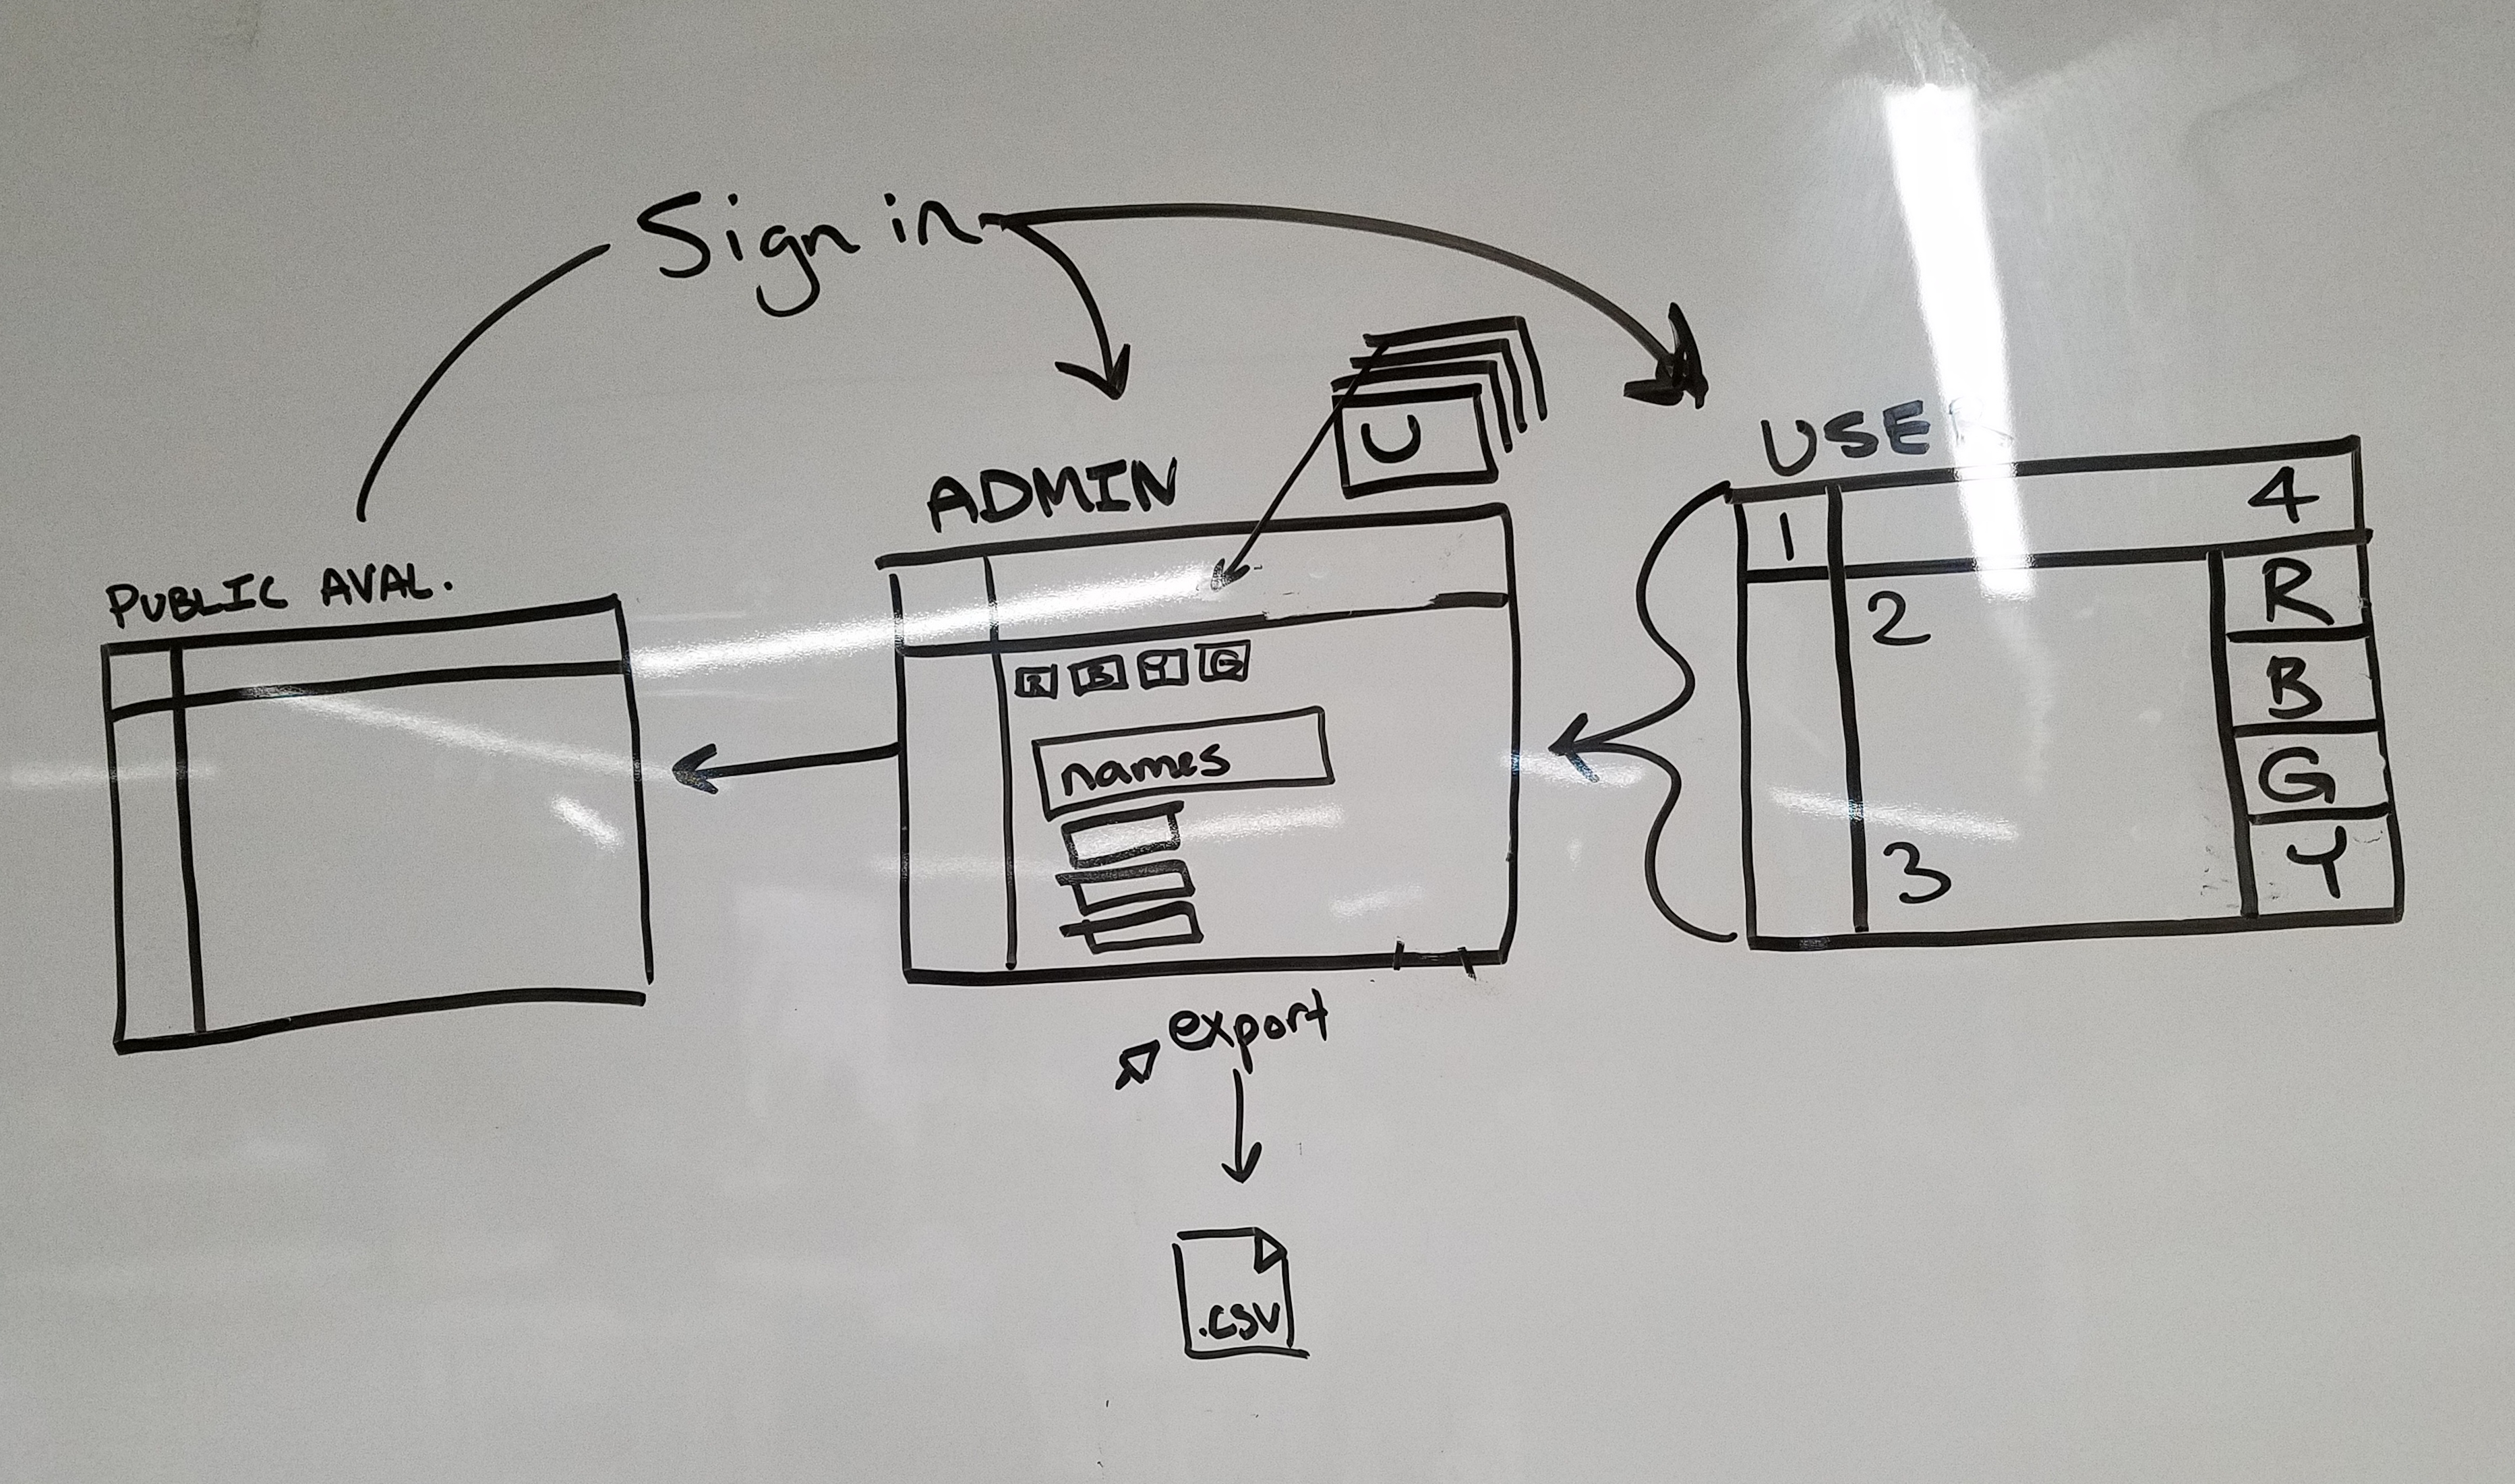 Sign in
PUBLIC AVAL.
ADMIN
U
R B Y G
names
export
.CSV
USER
1
4
2
3
R
B
G
Y